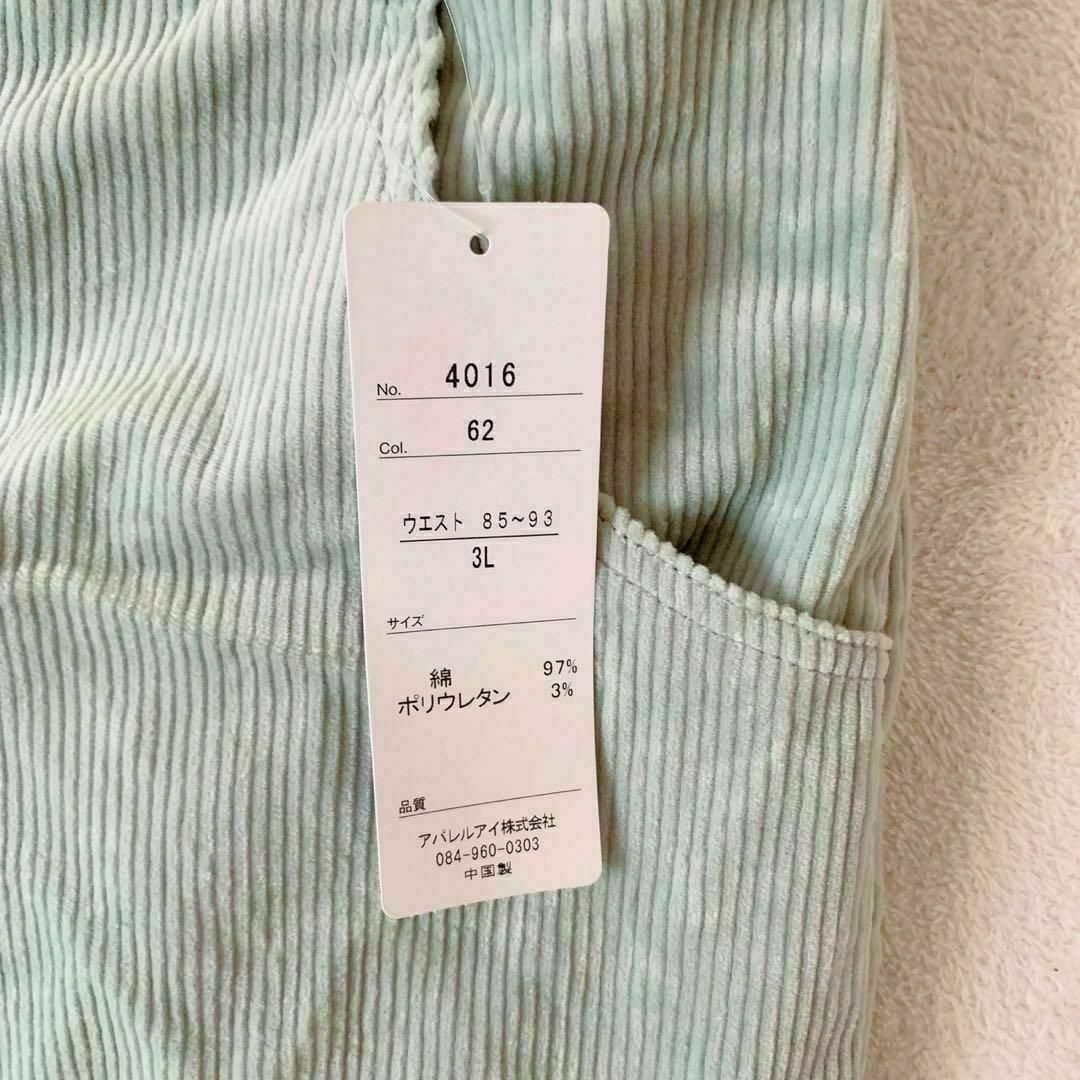 No. 4016
Col. 62
ウエスト 85~93
3L
サイズ
綿 97%
ポリウレタン 3%
品質
アパレルアイ株式会社
084-960-0303
中国製